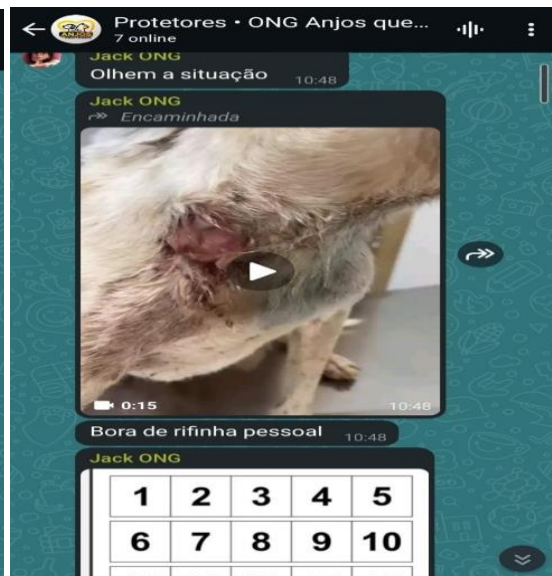 Protetores • ONG Anjos que...
7 online
Jack ONG
Olhem a situação 10:48
Jack ONG
Encaminhada
0:15 10:48
Bora de rifinha pessoal 10:48
Jack ONG
1 2 3 4 5
6 7 8 9 10